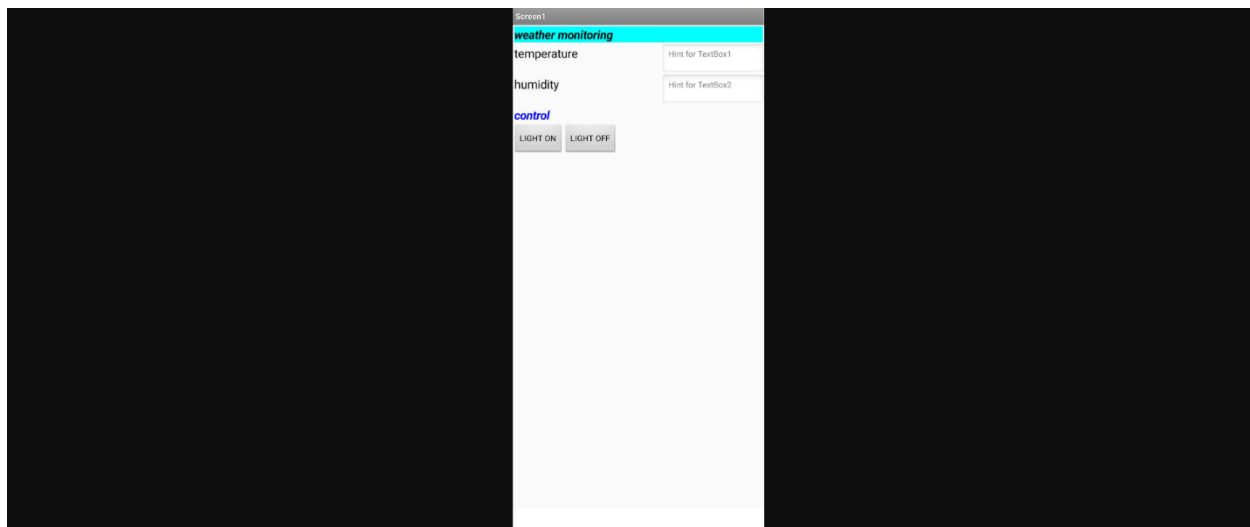 Screen1
weather monitoring
temperature Hint for TextBox1
humidity Hint for TextBox2
control
LIGHT ON LIGHT OFF